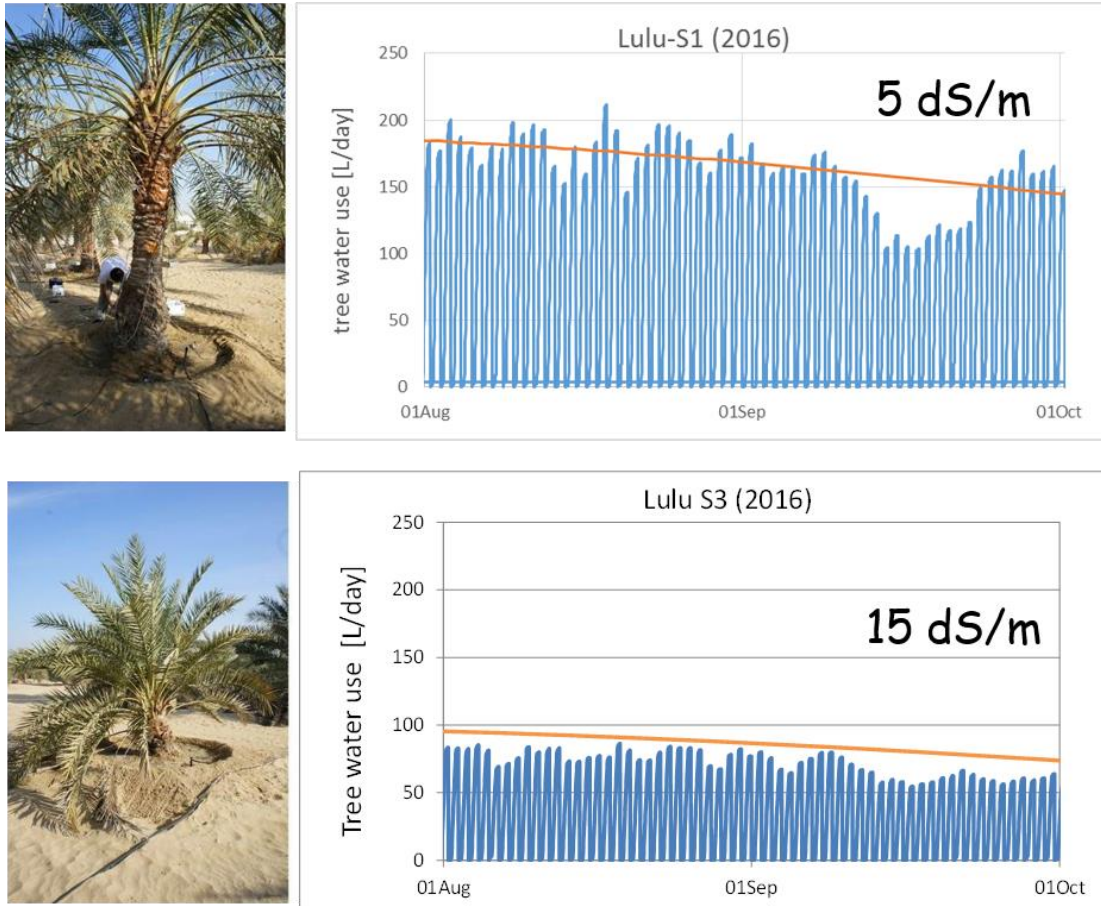 Lulu-S1 (2016)
5 dS/m
tree water use [L/day]
250
200
150
100
50
0
01Aug
01Sep
01Oct
Lulu S3 (2016)
15 dS/m
Tree water use [L/day]
250
200
150
100
50
0
01Aug
01Sep
01Oct